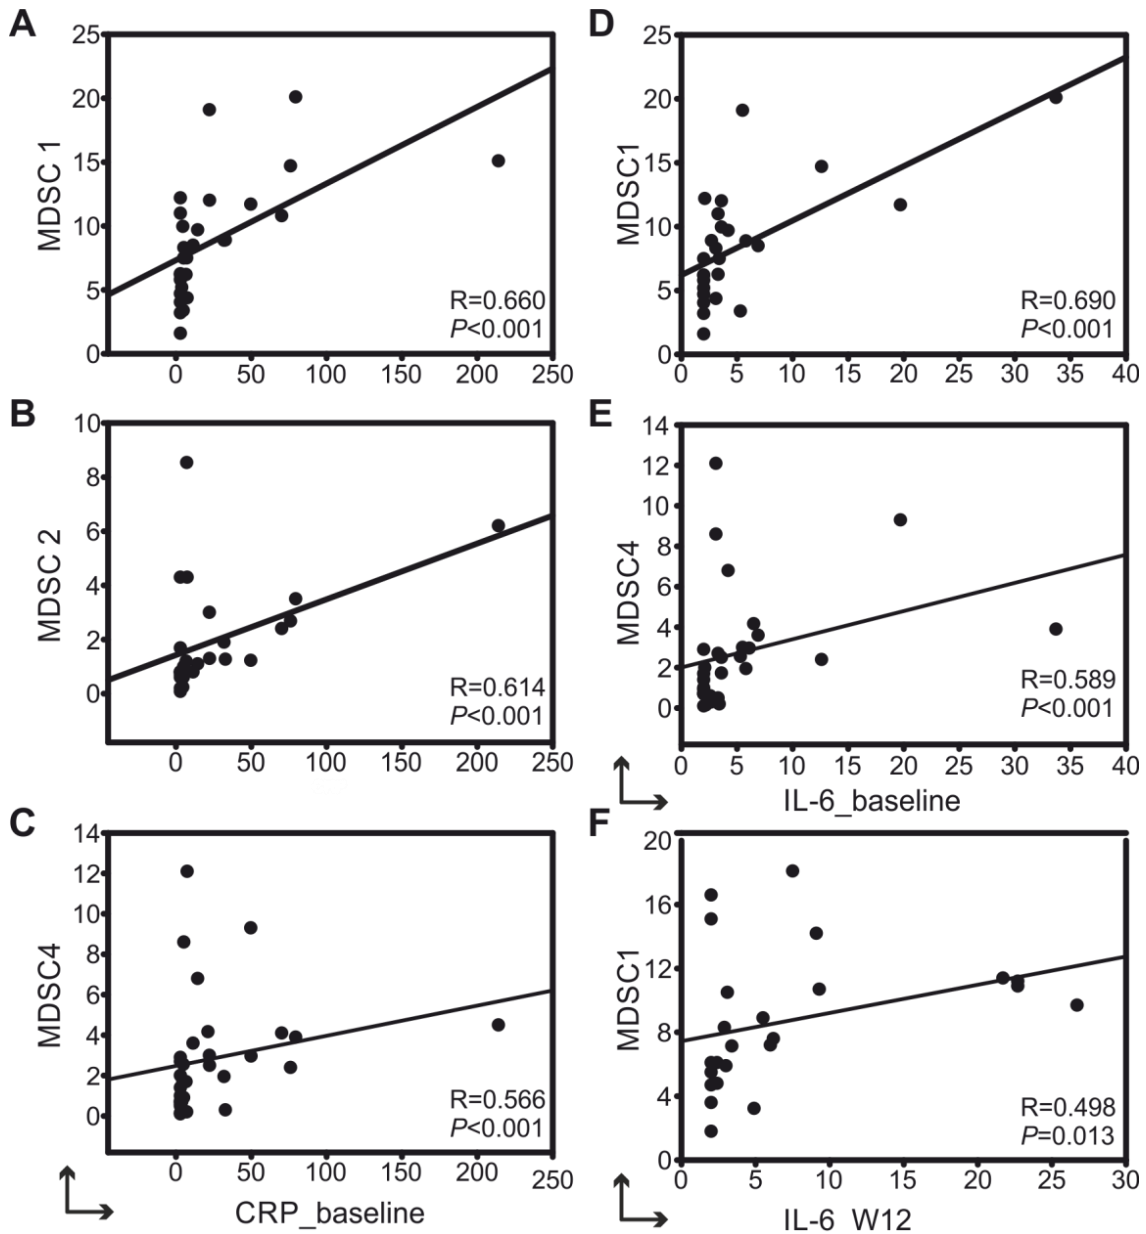 A
MDSC 1
25
20
15
10
5
0
R=0.660
P<0.001
0 50 100 150 200 250
B
MDSC 2
10
8
6
4
2
0
R=0.614
P<0.001
0 50 100 150 200 250
C
MDSC4
14
12
10
8
6
4
2
0
R=0.566
P<0.001
0 50 100 150 200 250
CRP_baseline
D
MDSC1
25
20
15
10
5
0
R=0.690
P<0.001
0 5 10 15 20 25 30 35 40
E
MDSC4
14
12
10
8
6
4
2
0
R=0.589
P<0.001
0 5 10 15 20 25 30 35 40
IL-6_baseline
F
MDSC1
20
16
12
8
4
0
R=0.498
P=0.013
0 5 10 15 20 25 30
IL-6 W12